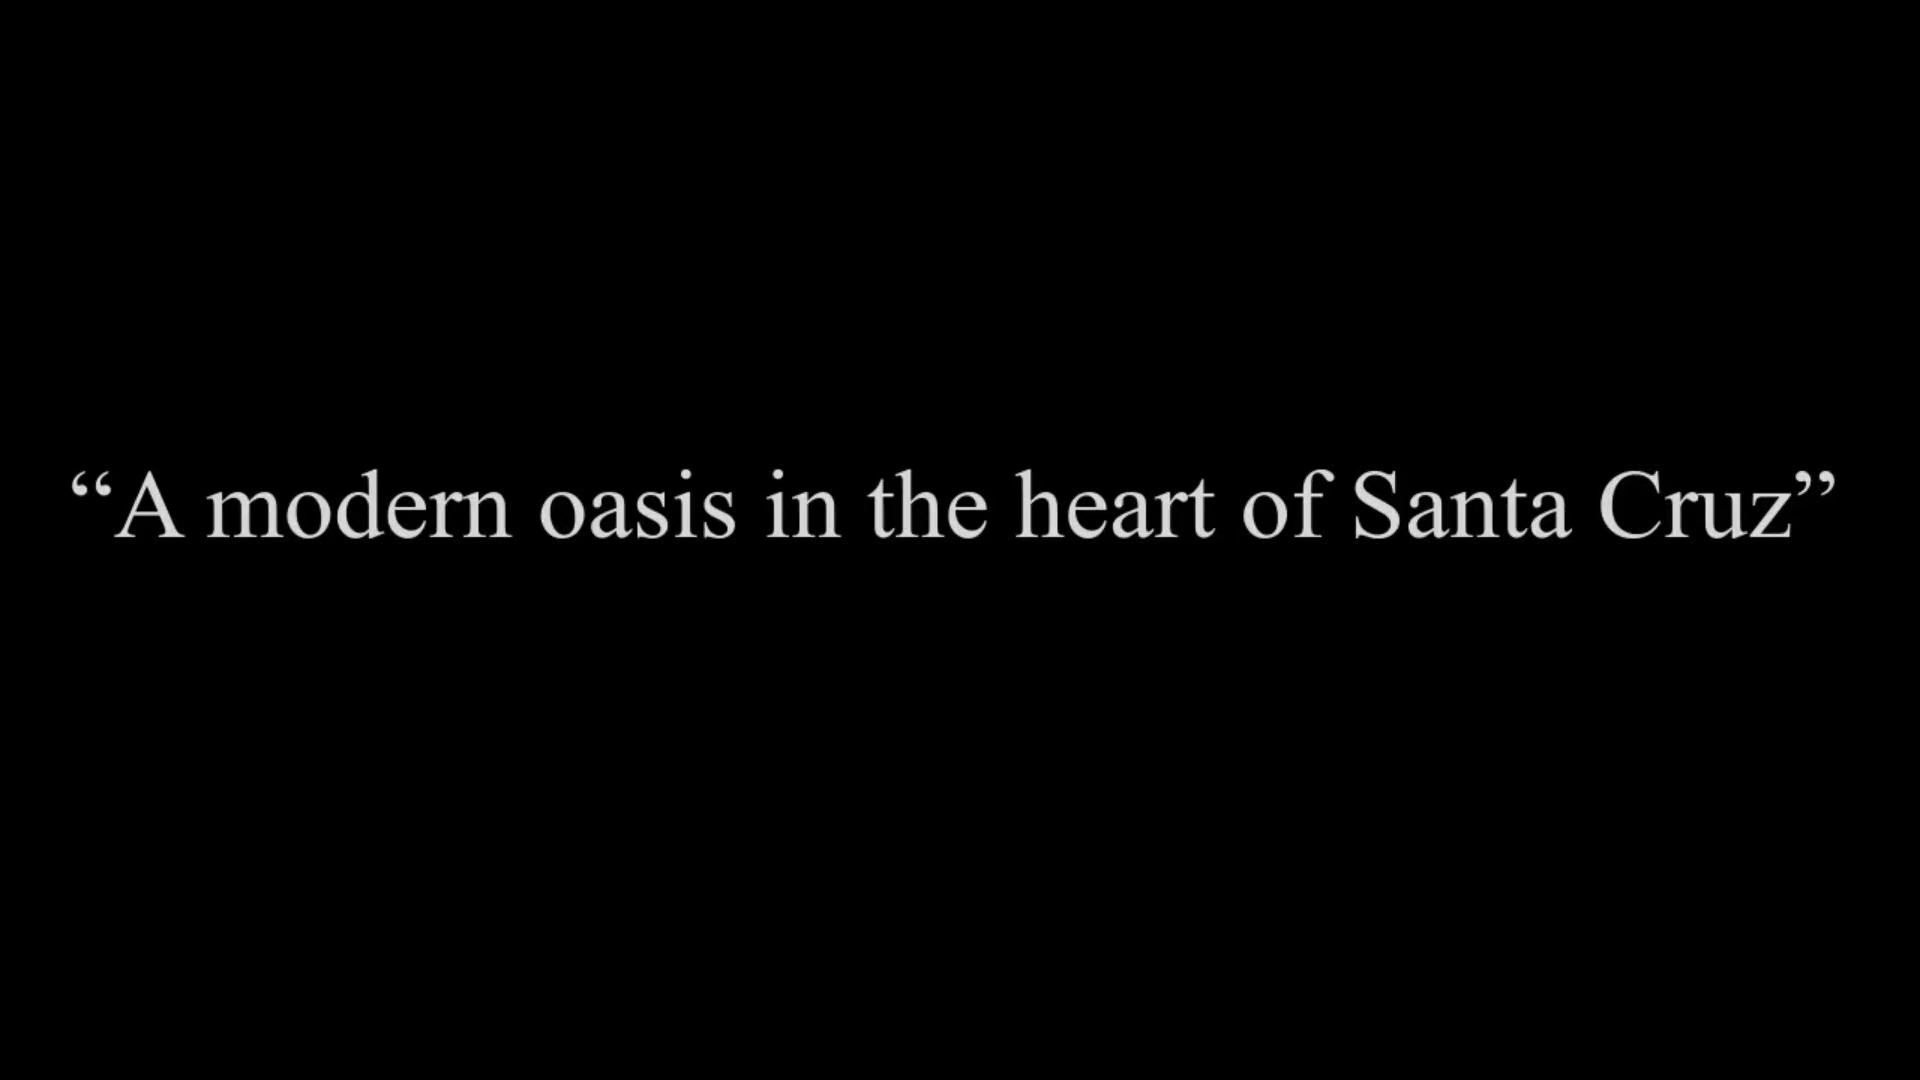 “A modern oasis in the heart of Santa Cruz”